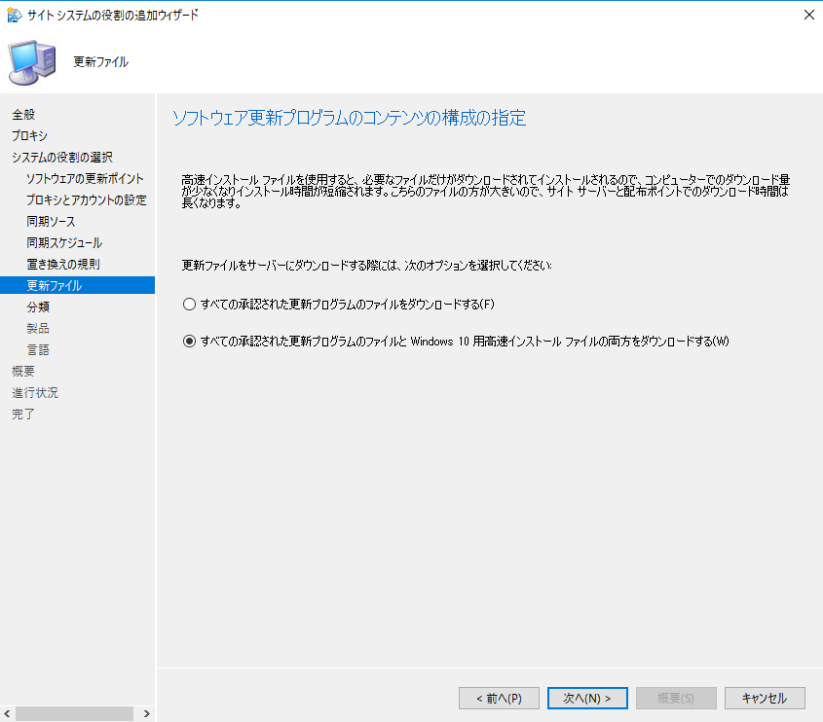 サイト システムの役割の追加ウィザード
更新ファイル
全般
プロキシ
システムの役割の選択
ソフトウェアの更新ポイント
プロキシとアカウントの設定
同期ソース
同期スケジュール
置き換えの規則
更新ファイル
分類
製品
言語
概要
進行状況
完了
ソフトウェア更新プログラムのコンテンツの構成の指定
高速インストール ファイルを使用すると、必要なファイルだけがダウンロードされてインストールされるので、コンピューターでのダウンロード量
が少なくなりインストール時間が短縮されます。こちらのファイルの方が大きいので、サイト サーバーと配布ポイントでのダウンロード時間は
長くなります。
更新ファイルをサーバーにダウンロードする際には、次のオプションを選択してください:
すべての承認された更新プログラムのファイルをダウンロードする(F)
すべての承認された更新プログラムのファイルと Windows 10 用高速インストール ファイルの両方をダウンロードする(W)
< 前へ(P)
次へ(N) >
概要(S)
キャンセル